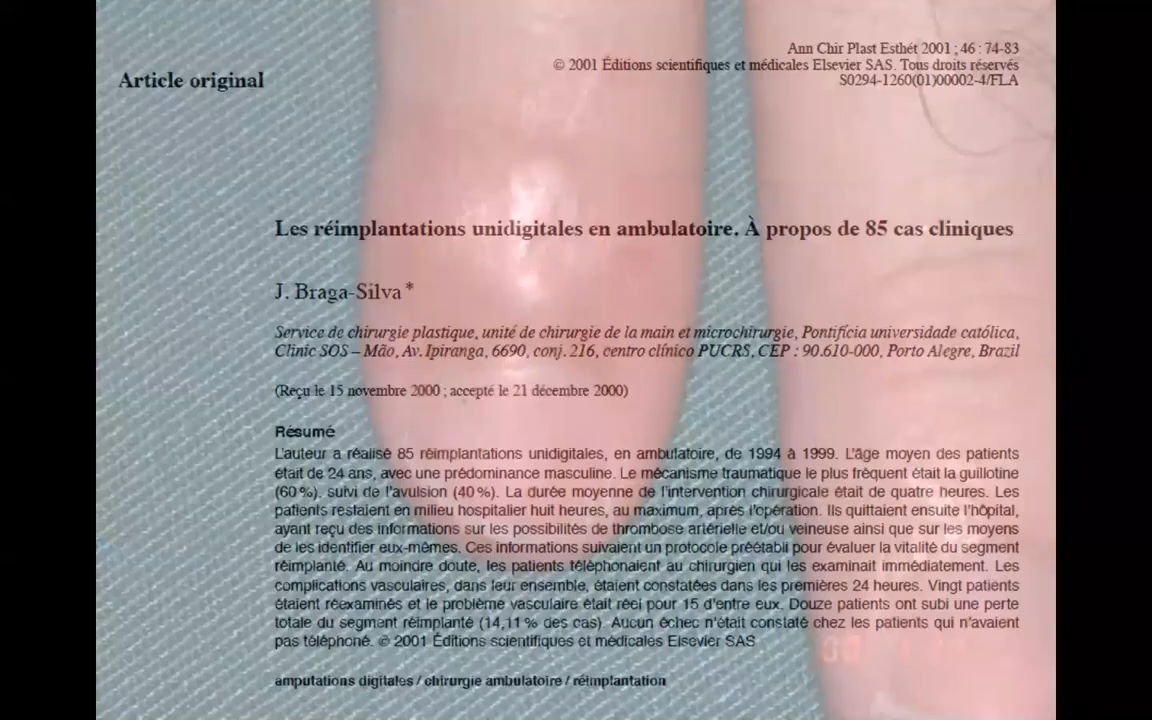 Ann Chir Plast Esthét 2001 ; 46 : 74-83
© 2001 Éditions scientifiques et médicales Elsevier SAS. Tous droits réservés
S0294-1260(01)00002-4/FLA
Article original
Les réimplantations unidigitales en ambulatoire. À propos de 85 cas cliniques
J. Braga-Silva *
Service de chirurgie plastique, unité de chirurgie de la main et microchirurgie, Pontifícia universidade católica,
Clinic SOS – Mão, Av. Ipiranga, 6690, conj. 216, centro clínico PUCRS, CEP : 90.610-000, Porto Alegre, Brazil
(Reçu le 15 novembre 2000 ; accepté le 21 décembre 2000)
Résumé
L'auteur a réalisé 85 réimplantations unidigitales, en ambulatoire, de 1994 à 1999. L'âge moyen des patients
était de 24 ans, avec une prédominance masculine. Le mécanisme traumatique le plus fréquent était la guillotine
(60 %), suivi de l'avulsion (40 %). La durée moyenne de l'intervention chirurgicale était de quatre heures. Les
patients restaient en milieu hospitalier huit heures, au maximum, après l'opération. Ils quittaient ensuite l'hôpital,
ayant reçu des informations sur les possibilités de thrombose artérielle et/ou veineuse ainsi que sur les moyens
de les identifier eux-mêmes. Ces informations suivaient un protocole préétabli pour évaluer la vitalité du segment
réimplanté. Au moindre doute, les patients téléphonaient au chirurgien qui les examinait immédiatement. Les
complications vasculaires, dans leur ensemble, étaient constatées dans les premières 24 heures. Vingt patients
étaient réexaminés et le problème vasculaire était réel pour 15 d'entre eux. Douze patients ont subi une perte
totale du segment réimplanté (14,11 % des cas). Aucun échec n'était constaté chez les patients qui n'avaient
pas téléphoné. © 2001 Éditions scientifiques et médicales Elsevier SAS
amputations digitales / chirurgie ambulatoire / réimplantation